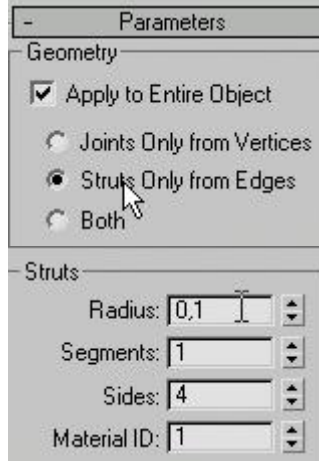 - Parameters
Geometry
Apply to Entire Object
Joints Only from Vertices
Struts Only from Edges
Both
Struts
Radius: 0,1
Segments: 1
Sides: 4
Material ID: 1